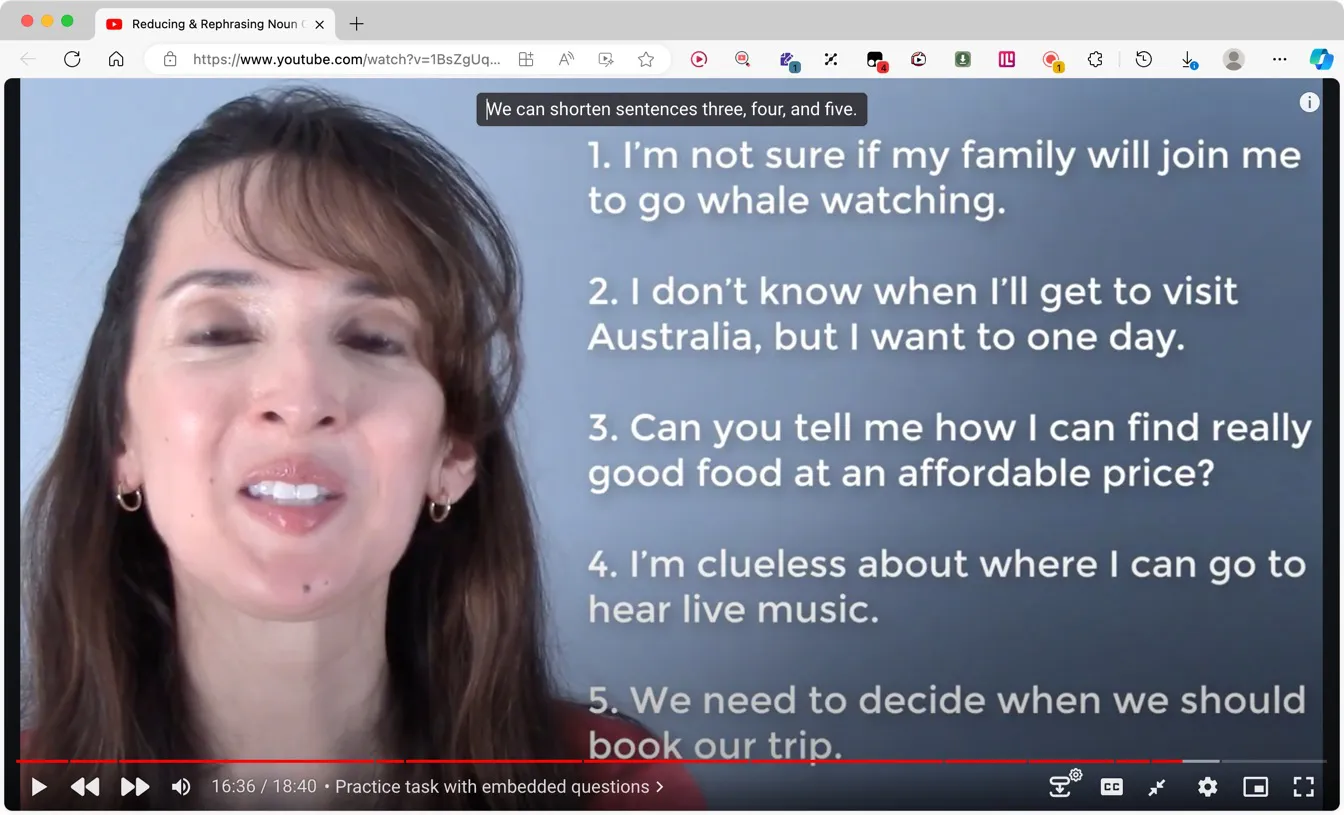 Reducing & Rephrasing Noun
https://www.youtube.com/watch?v=1BsZgUq...
1
4
1
We can shorten sentences three, four, and five.
1. I'm not sure if my family will join me
to go whale watching.
2. I don't know when I'll get to visit
Australia, but I want to one day.
3. Can you tell me how I can find really
good food at an affordable price?
4. I'm clueless about where I can go to
hear live music.
5. We need to decide when we should
book our trip.
16:36 / 18:40 • Practice task with embedded questions >
CC